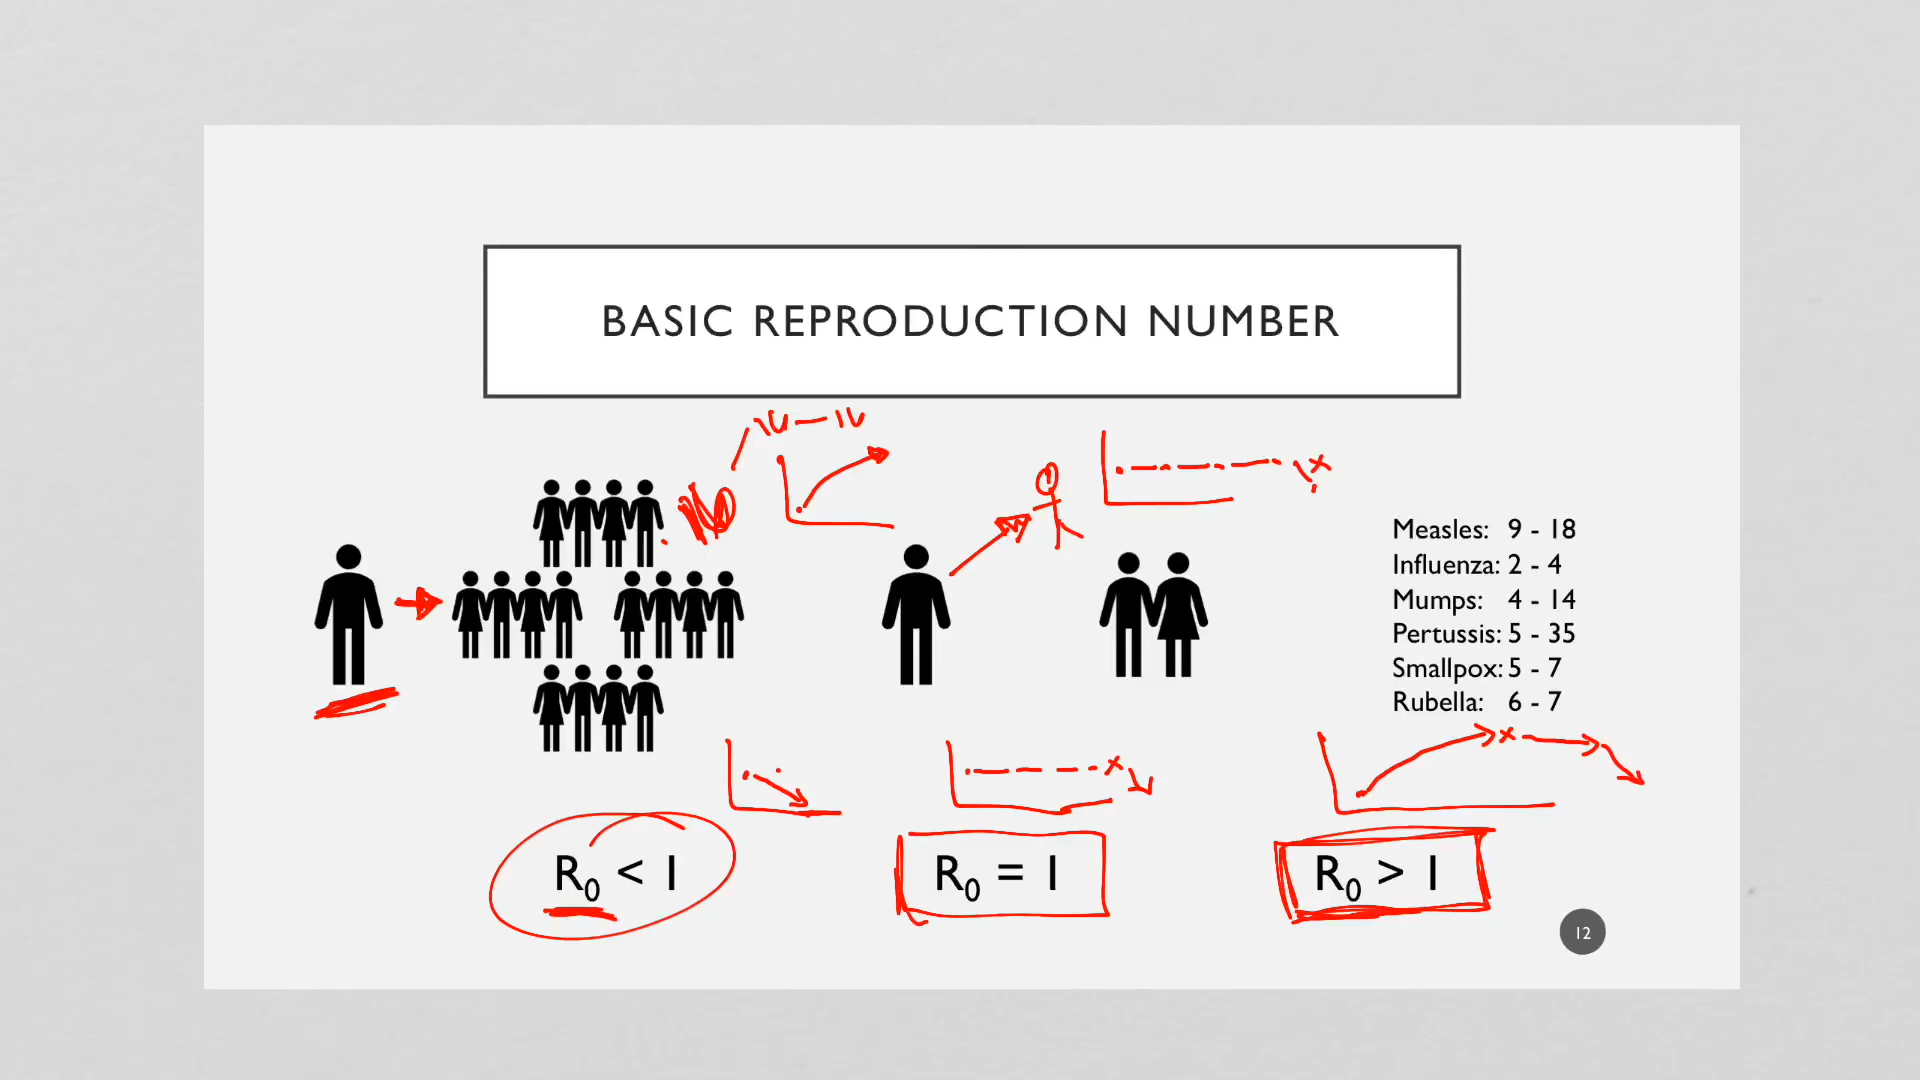 BASIC REPRODUCTION NUMBER
Measles: 9 - 18
Influenza: 2 - 4
Mumps: 4 - 14
Pertussis: 5 - 35
Smallpox: 5 - 7
Rubella: 6 - 7
R₀ < 1
R₀ = 1
R₀ > 1
12